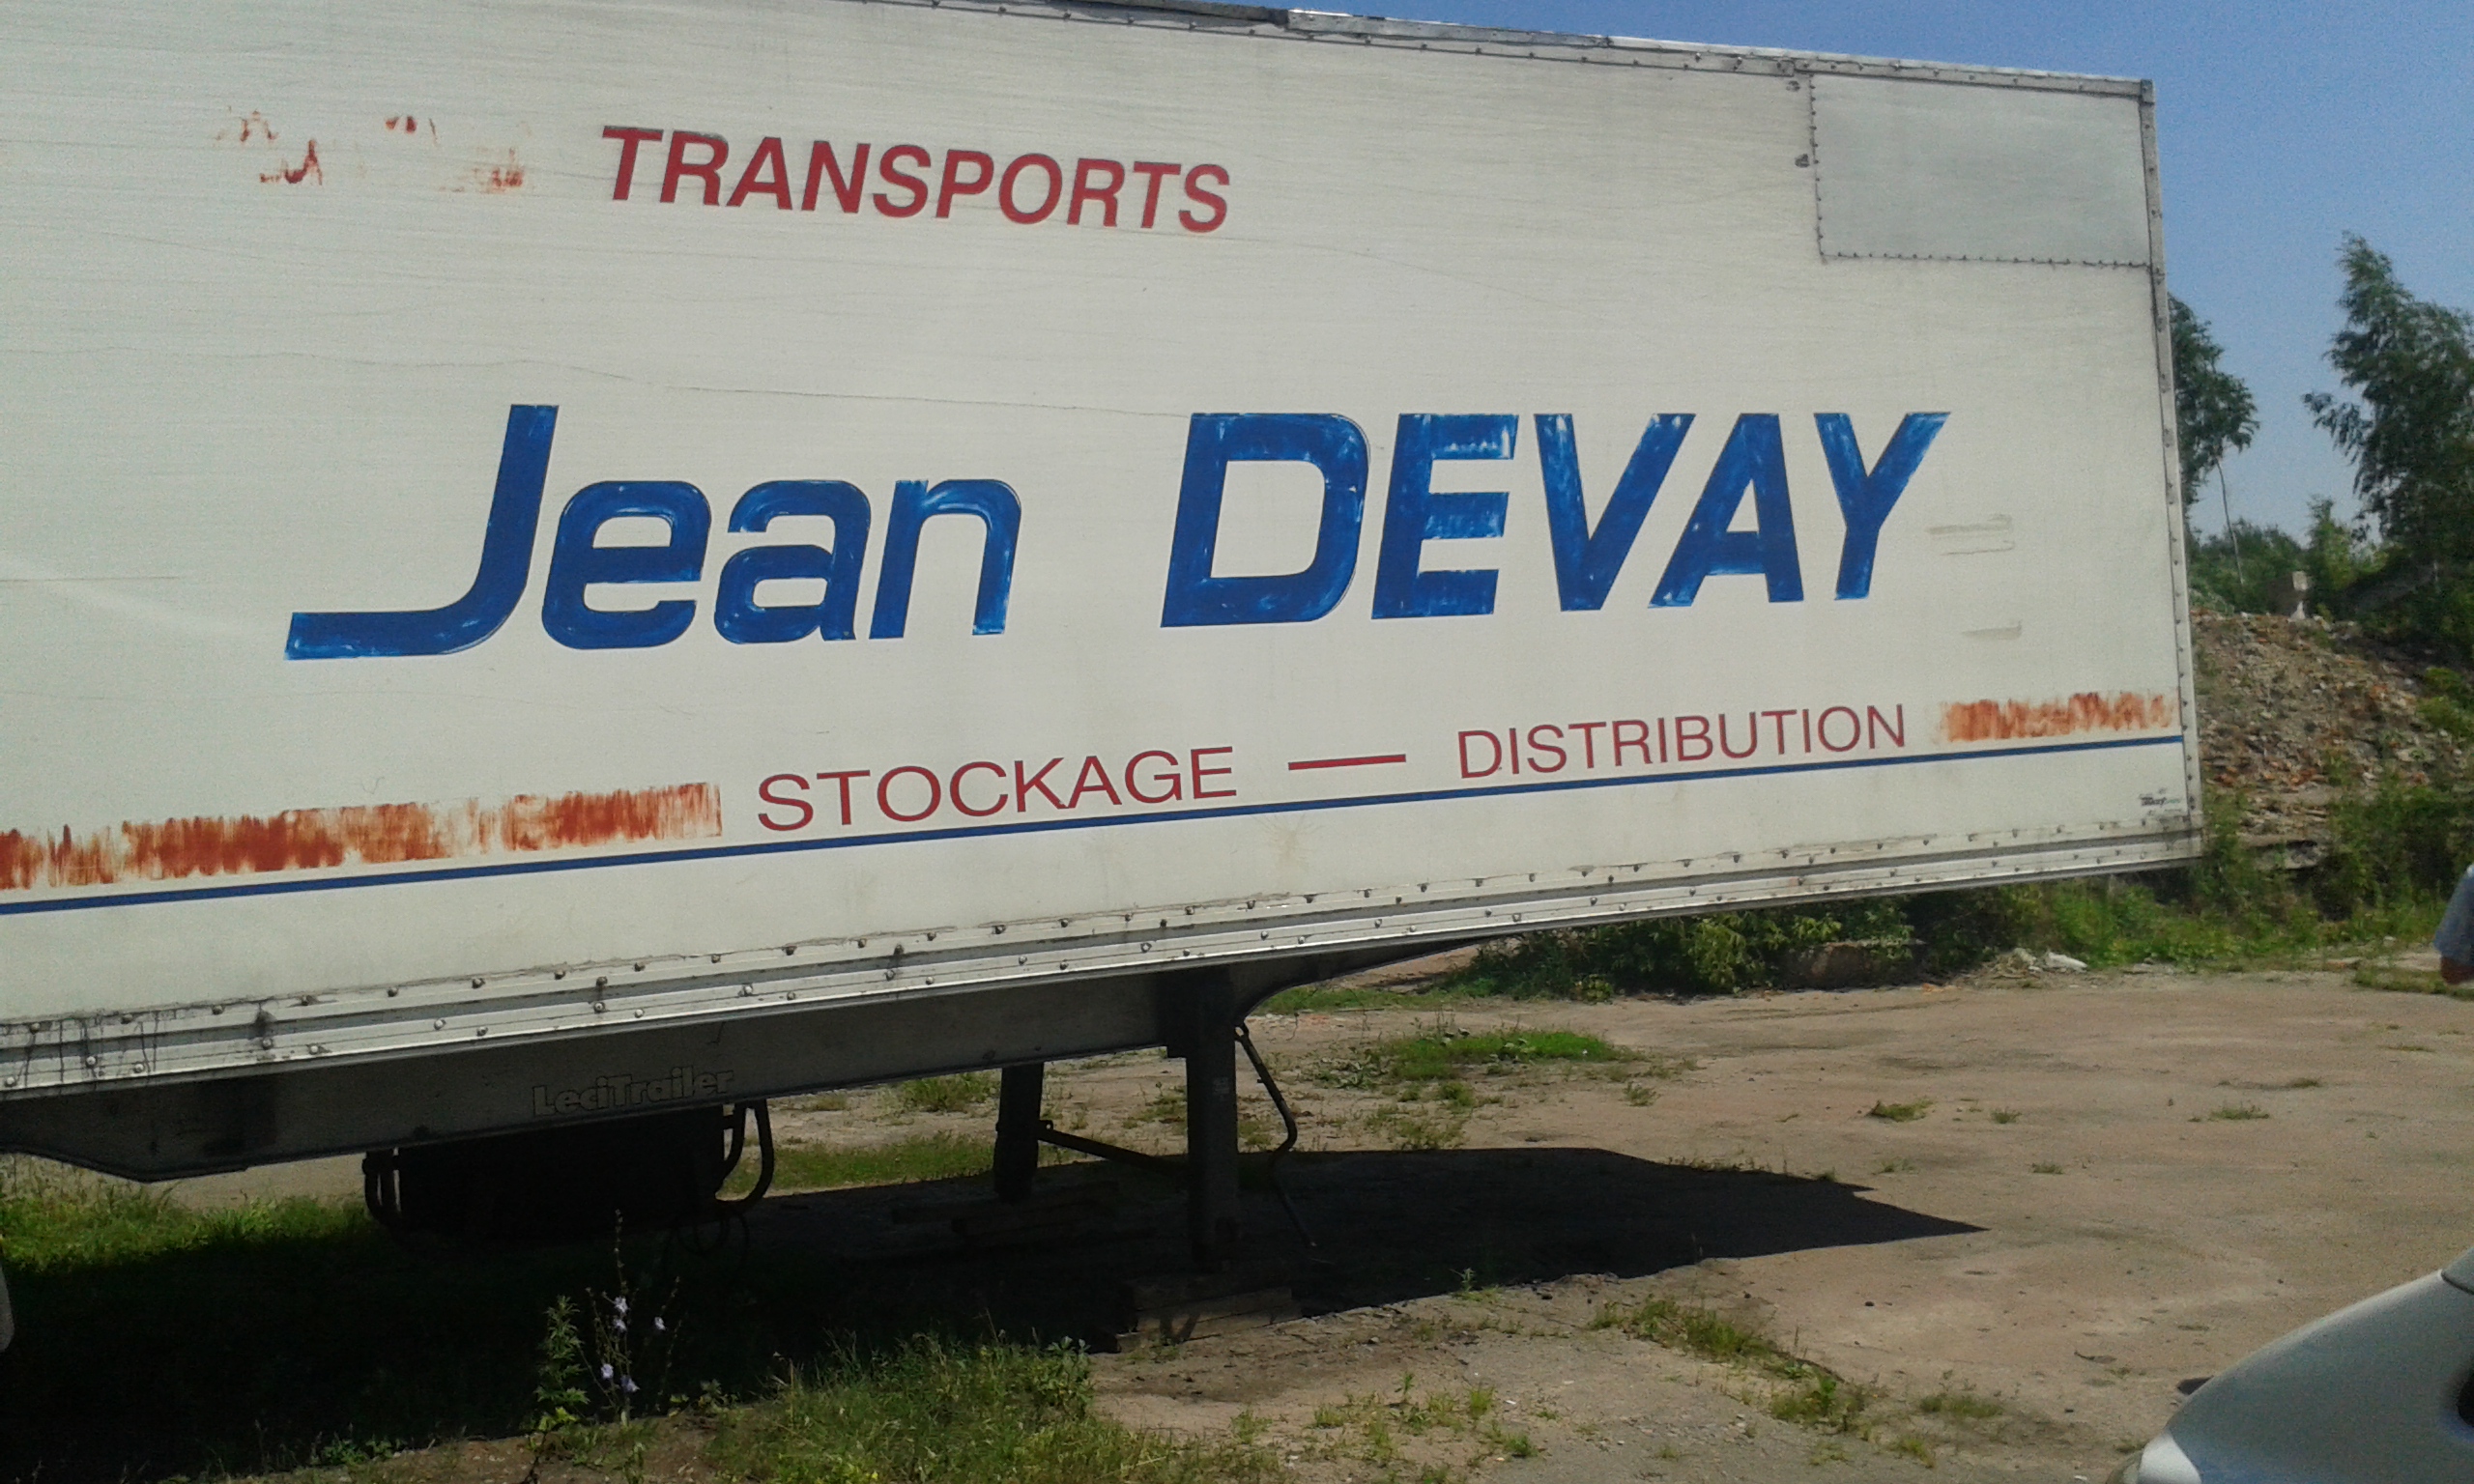 TRANSPORTS
Jean DEVAY
STOCKAGE — DISTRIBUTION
LeciTrailer